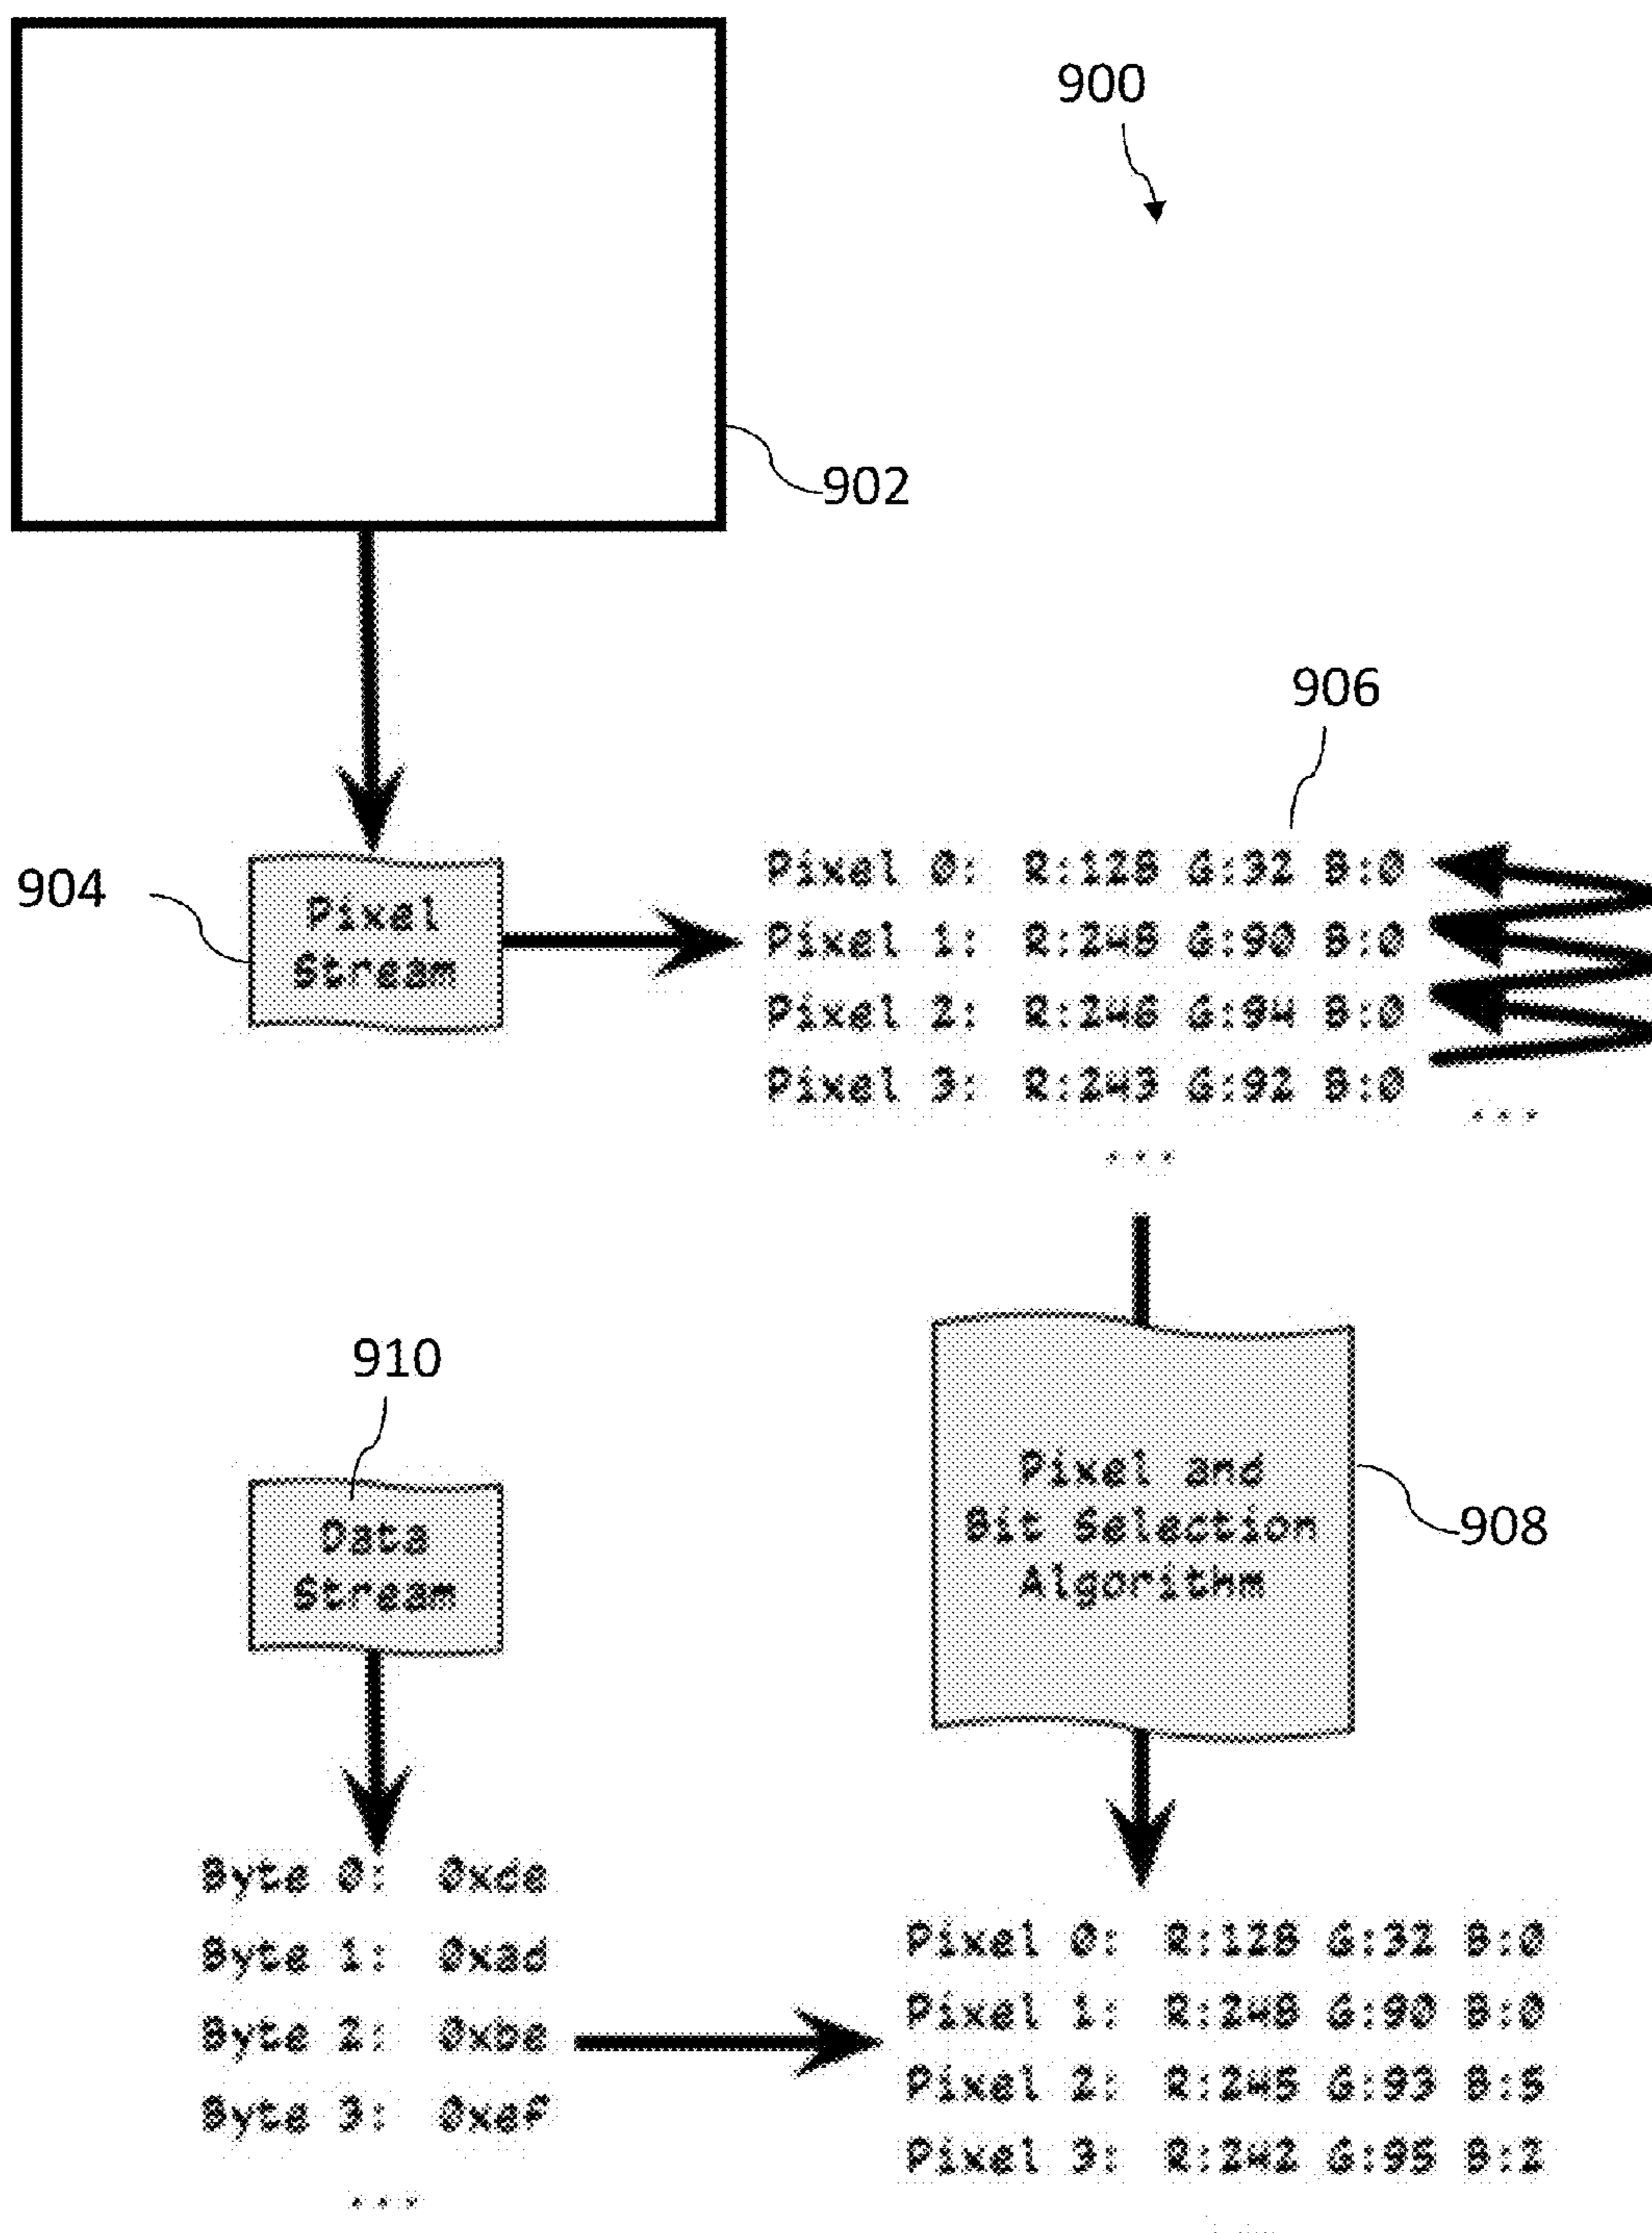 900
902
906
904
Pixel
Stream
Pixel 0: R:128 G:32 B:0
Pixel 1: R:248 G:90 B:0
Pixel 2: R:246 G:94 B:0
Pixel 3: R:243 G:92 B:0
...
...
910
Data
Stream
Pixel and
Bit Selection
Algorithm
908
Byte 0: 0xde
Byte 1: 0xad
Byte 2: 0xbe
Byte 3: 0xef
...
Pixel 0: R:128 G:32 B:0
Pixel 1: R:248 G:90 B:0
Pixel 2: R:245 G:93 B:5
Pixel 3: R:242 G:95 B:2
...